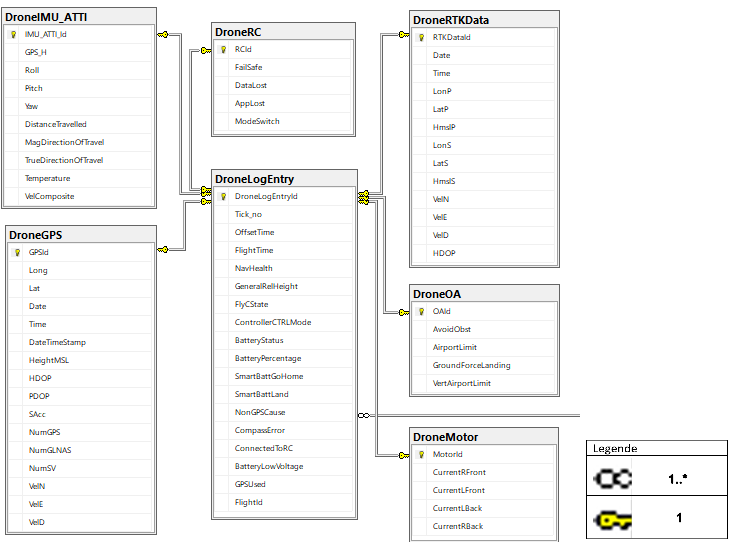 DroneIMU_ATTI
IMU_ATTI_Id
GPS_H
Roll
Pitch
Yaw
DistanceTravelled
MagDirectionOfTravel
TrueDirectionOfTravel
Temperature
VelComposite
DroneGPS
GPSId
Long
Lat
Date
Time
DateTimeStamp
HeightMSL
HDOP
PDOP
SAcc
NumGPS
NumGLNAS
NumSV
VelN
VelE
VelD
DroneRC
RCId
FailSafe
DataLost
AppLost
ModeSwitch
DroneLogEntry
DroneLogEntryId
Tick_no
OffsetTime
FlightTime
NavHealth
GeneralRelHeight
FlyCState
ControllerCTRLMode
BatteryStatus
BatteryPercentage
SmartBattGoHome
SmartBattLand
NonGPSCause
CompassError
ConnectedToRC
BatteryLowVoltage
GPSUsed
FlightId
DroneRTKData
RTKDataId
Date
Time
LonP
LatP
HmslP
LonS
LatS
HmslS
VelN
VelE
VelD
HDOP
DroneOA
OAId
AvoidObst
AirportLimit
GroundForceLanding
VertAirportLimit
DroneMotor
MotorId
CurrentRFront
CurrentLFront
CurrentLBack
CurrentRBack
Legende
1..*
1